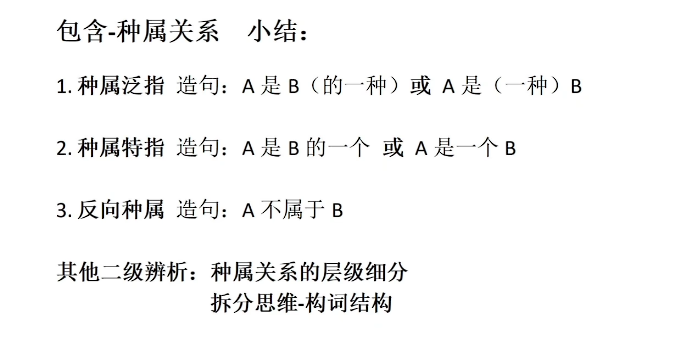 包含-种属关系 小结：
1. 种属泛指 造句：A 是 B（的一种）或 A 是（一种）B
2. 种属特指 造句：A 是 B 的一个 或 A 是一个 B
3. 反向种属 造句：A 不属于 B
其他二级辨析：种属关系的层级细分
拆分思维-构词结构